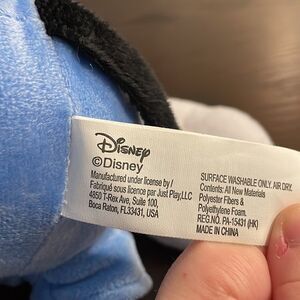 Disney
©Disney
Manufactured under license by /
Fabriqué sous licence par Just Play, LLC
4850 T-Rex Ave, Suite 100,
Boca Raton, FL33431, USA
SURFACE WASHABLE ONLY. AIR DRY.
Contents: All New Materials
Polyester Fibers &
Polyethylene Foam.
REG.NO. PA-15431 (HK)
MADE IN CHINA